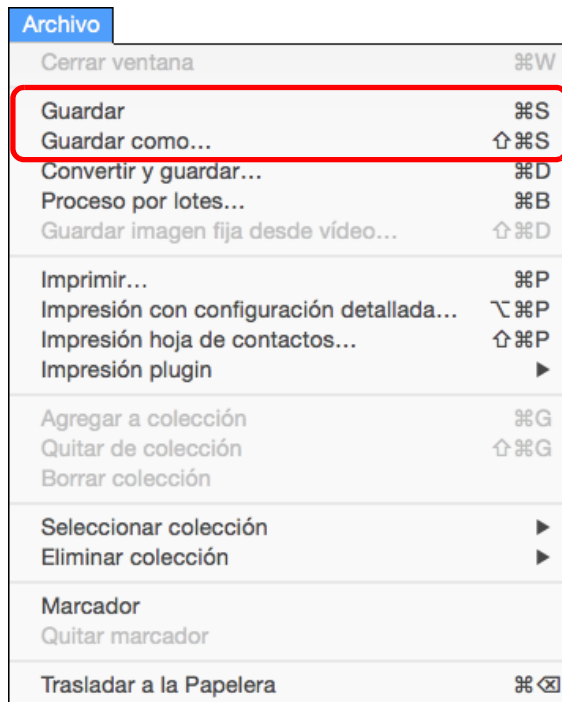 Archivo
Cerrar ventana ⌘W
Guardar ⌘S
Guardar como... ⇧⌘S
Convertir y guardar... ⌘D
Proceso por lotes... ⌘B
Guardar imagen fija desde vídeo... ⇧⌘D
Imprimir... ⌘P
Impresión con configuración detallada... ⌥⌘P
Impresión hoja de contactos... ⇧⌘P
Impresión plugin ▶
Agregar a colección ⌘G
Quitar de colección ⇧⌘G
Borrar colección
Seleccionar colección ▶
Eliminar colección ▶
Marcador
Quitar marcador
Trasladar a la Papelera ⌘⌫